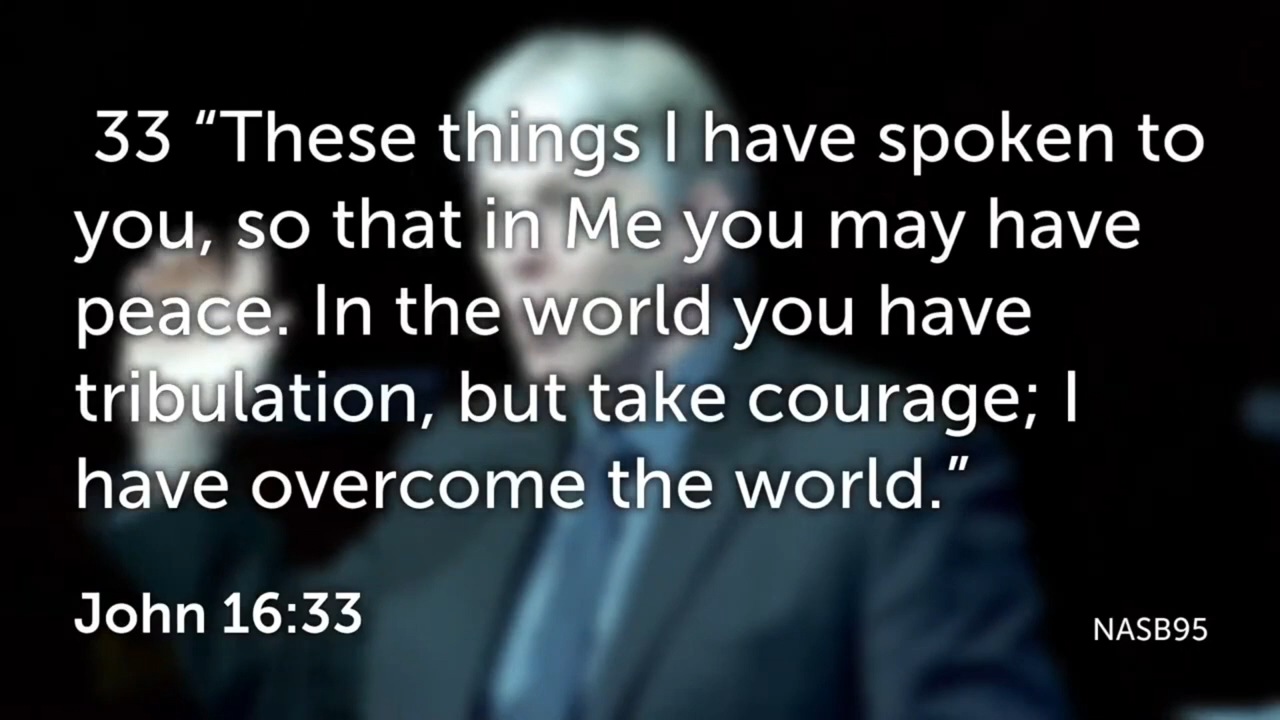 33 “These things I have spoken to
you, so that in Me you may have
peace. In the world you have
tribulation, but take courage; I
have overcome the world.”
John 16:33
NASB95